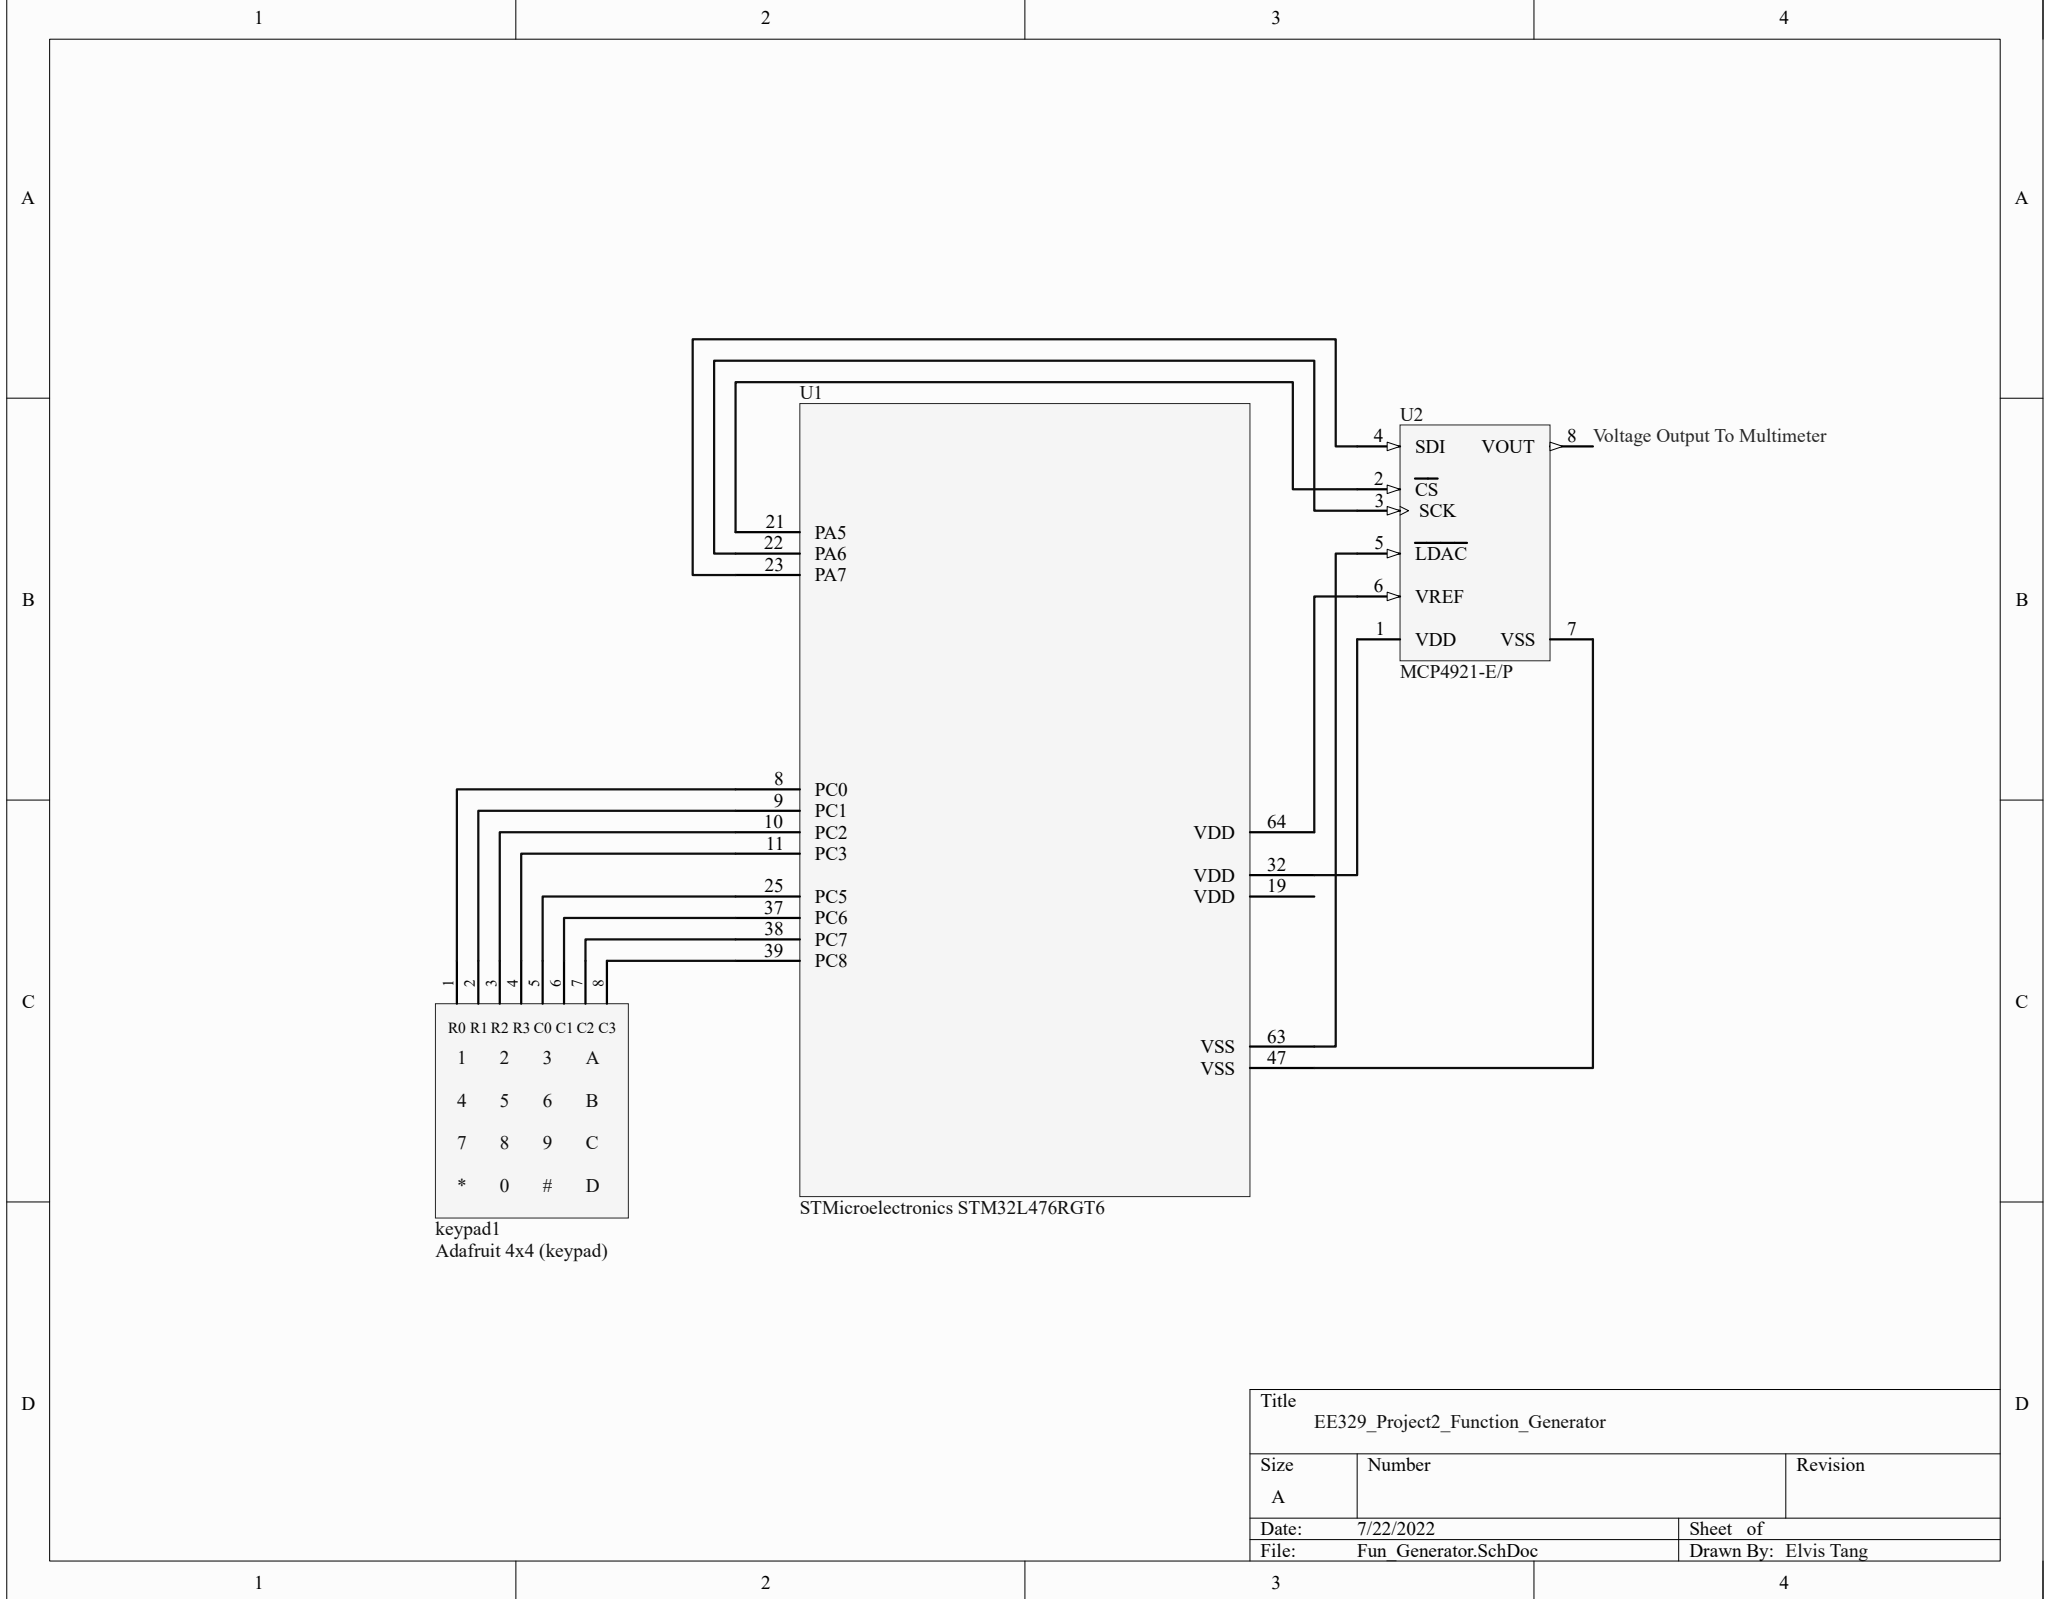 1 2 3 4
A A
U1
U2
4 SDI VOUT 8 Voltage Output To Multimeter
2 CS
3 SCK
21 PA5
5 LDAC
22 PA6
23 PA7
6 VREF
B B
1 VDD VSS 7
MCP4921-E/P
8 PC0
9 PC1
10 PC2
64 VDD
11 PC3
32 VDD
25 PC5
19 VDD
37 PC6
38 PC7
39 PC8
1 2 3 4 5 6 7 8
C C
R0 R1 R2 R3 C0 C1 C2 C3
63 VSS
1 2 3 A
47 VSS
4 5 6 B
7 8 9 C
* 0 # D
STMicroelectronics STM32L476RGT6
keypad1
Adafruit 4x4 (keypad)
D D
Title
EE329_Project2_Function_Generator
Size Number Revision
A
Date: 7/22/2022 Sheet of
File: Fun_Generator.SchDoc Drawn By: Elvis Tang
1 2 3 4